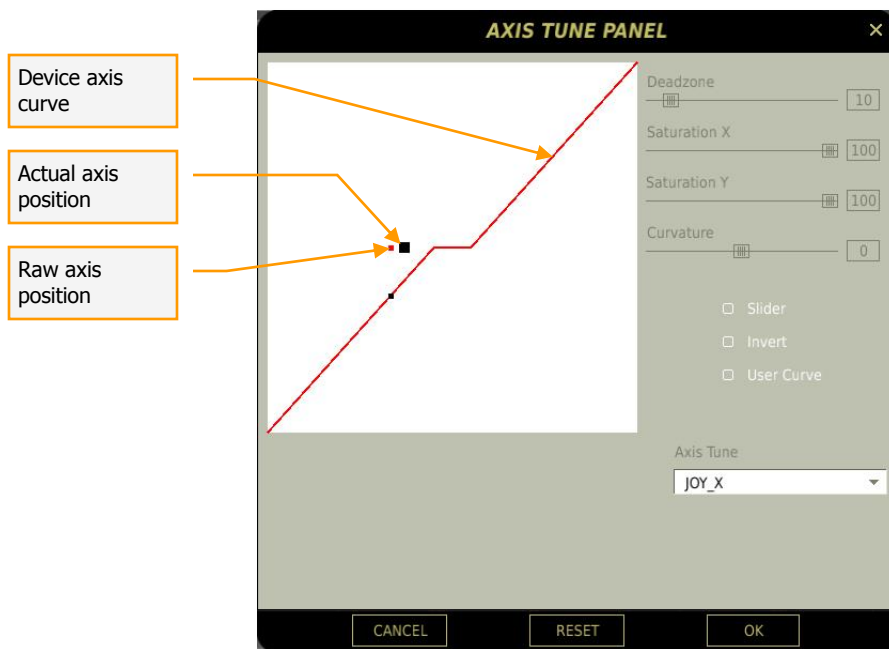 AXIS TUNE PANEL
Device axis
curve
Actual axis
position
Raw axis
position
Deadzone
10
Saturation X
100
Saturation Y
100
Curvature
0
Slider
Invert
User Curve
Axis Tune
JOY_X
CANCEL
RESET
OK